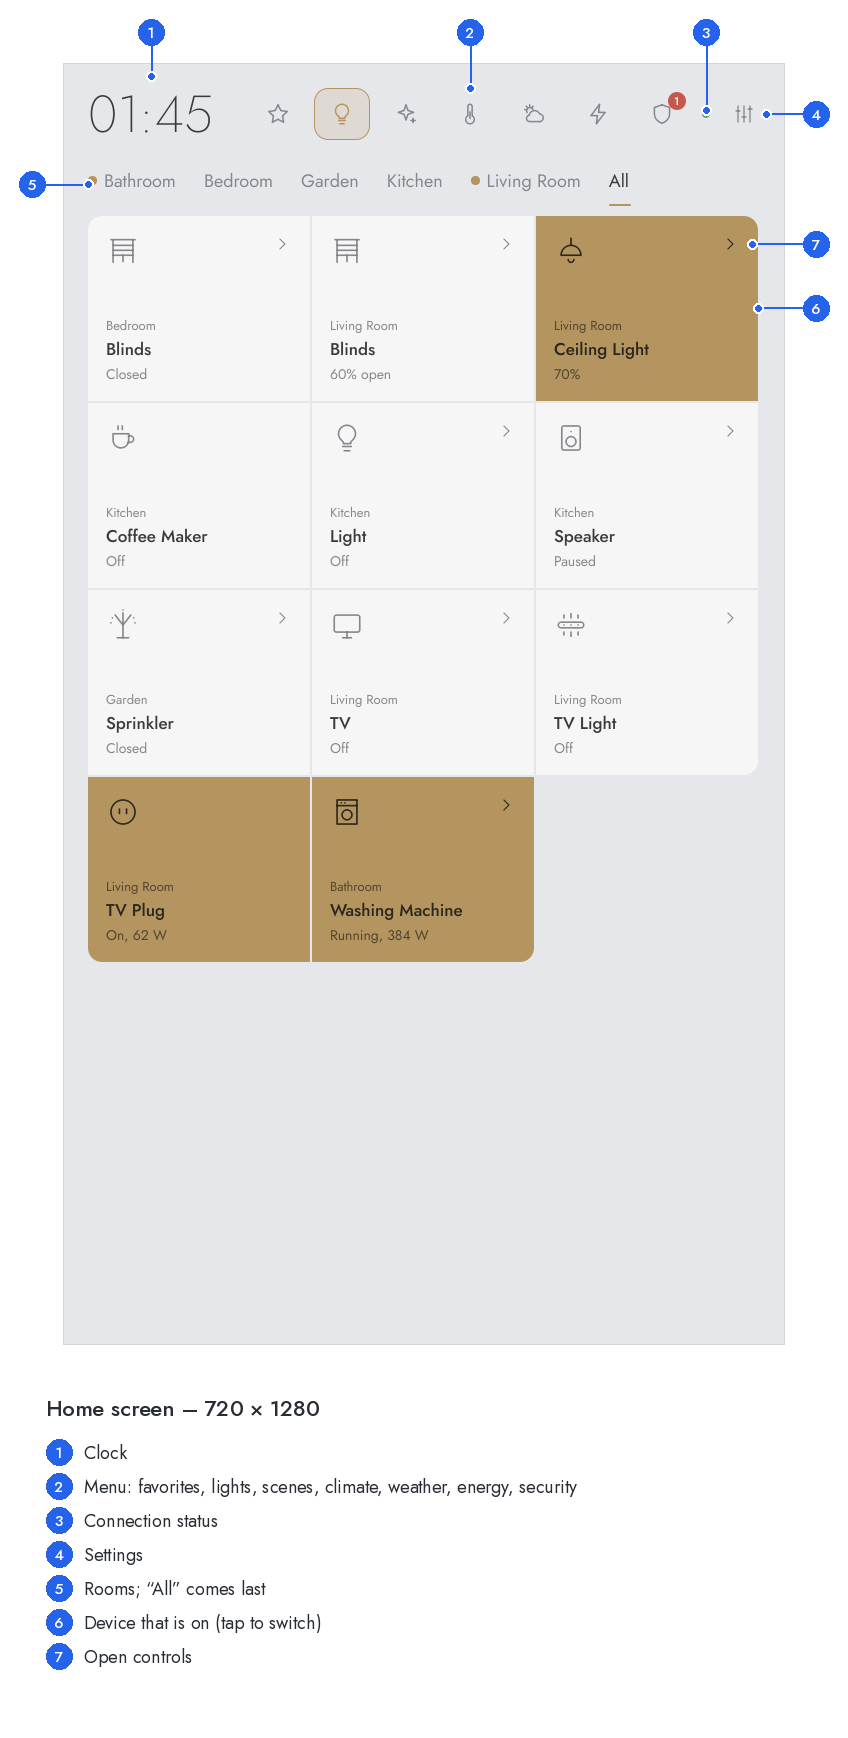 1 2 3
01:45 1 4
5 Bathroom Bedroom Garden Kitchen Living Room All
7
6
Bedroom Living Room Living Room
Blinds Blinds Ceiling Light
Closed 60% open 70%
Kitchen Kitchen Kitchen
Coffee Maker Light Speaker
Off Off Paused
Garden Living Room Living Room
Sprinkler TV TV Light
Closed Off Off
Living Room Bathroom
TV Plug Washing Machine
On, 62 W Running, 384 W
Home screen – 720 × 1280
1 Clock
2 Menu: favorites, lights, scenes, climate, weather, energy, security
3 Connection status
4 Settings
5 Rooms; “All” comes last
6 Device that is on (tap to switch)
7 Open controls